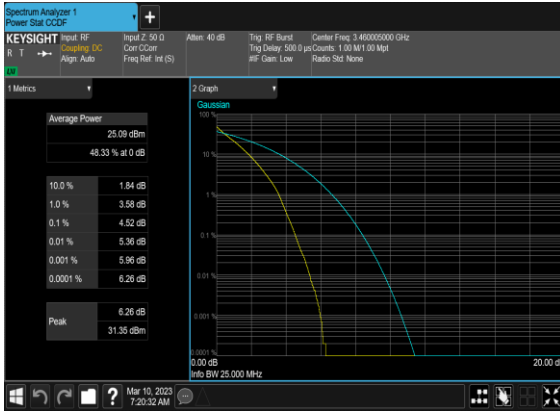 Spectrum Analyzer 1
Power Stat CCDF
KEYSIGHT Input: RF Input Z: 50 Ω Atten: 40 dB Trig: RF Burst Center Freq: 3.460005000 GHz
R T Coupling: DC Corr CCorr Trig Delay: 500.0 µs Counts: 1.00 M/1.00 Mpt
Align: Auto Freq Ref: Int (S) #IF Gain: Low Radio Std: None
1 Metrics
2 Graph
Average Power
25.09 dBm
48.33 % at 0 dB
10.0 % 1.84 dB
1.0 % 3.58 dB
0.1 % 4.52 dB
0.01 % 5.36 dB
0.001 % 5.96 dB
0.0001 % 6.26 dB
Peak
6.26 dB
31.35 dBm
Gaussian
100 %
10 %
1 %
0.1 %
0.01 %
0.001 %
0.0001 %
0.00 dB 20.00 d
Info BW 25.000 MHz
?
Mar 10, 2023
7:20:32 AM